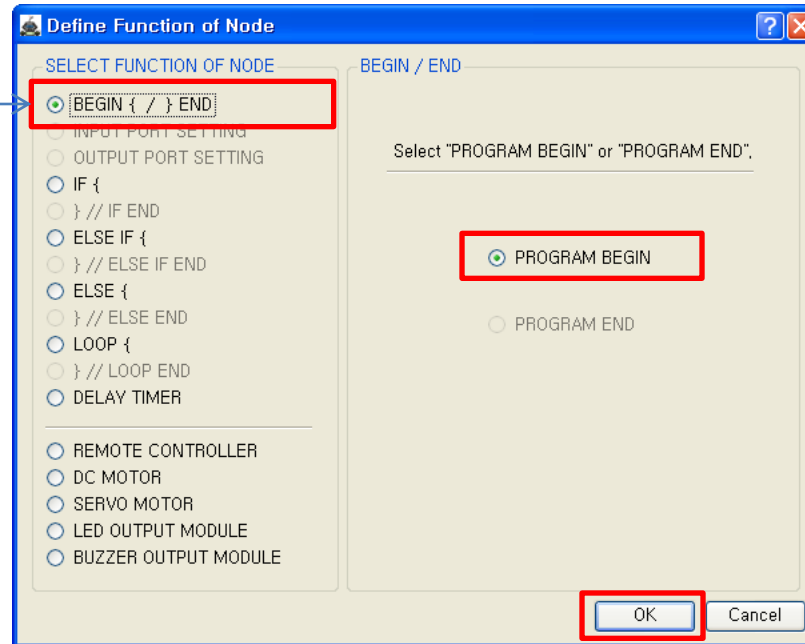 Define Function of Node
SELECT FUNCTION OF NODE
BEGIN { / } END
INPUT PORT SETTING
OUTPUT PORT SETTING
IF {
} // IF END
ELSE IF {
} // ELSE IF END
ELSE {
} // ELSE END
LOOP {
} // LOOP END
DELAY TIMER
REMOTE CONTROLLER
DC MOTOR
SERVO MOTOR
LED OUTPUT MODULE
BUZZER OUTPUT MODULE
BEGIN / END
Select "PROGRAM BEGIN" or "PROGRAM END".
PROGRAM BEGIN
PROGRAM END
OK
Cancel